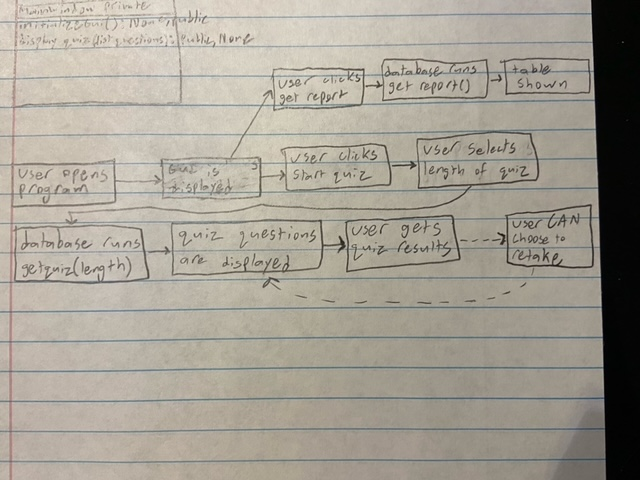 MainWindow private
initializeGui(): None, public
Display quiz(list questions): public, None
user clicks
get report
database runs
get report()
table
shown
user opens
program
GUI is
displayed
user clicks
start quiz
user selects
length of quiz
database runs
getquiz(length)
quiz questions
are displayed
user gets
quiz results
user CAN
choose to
retake